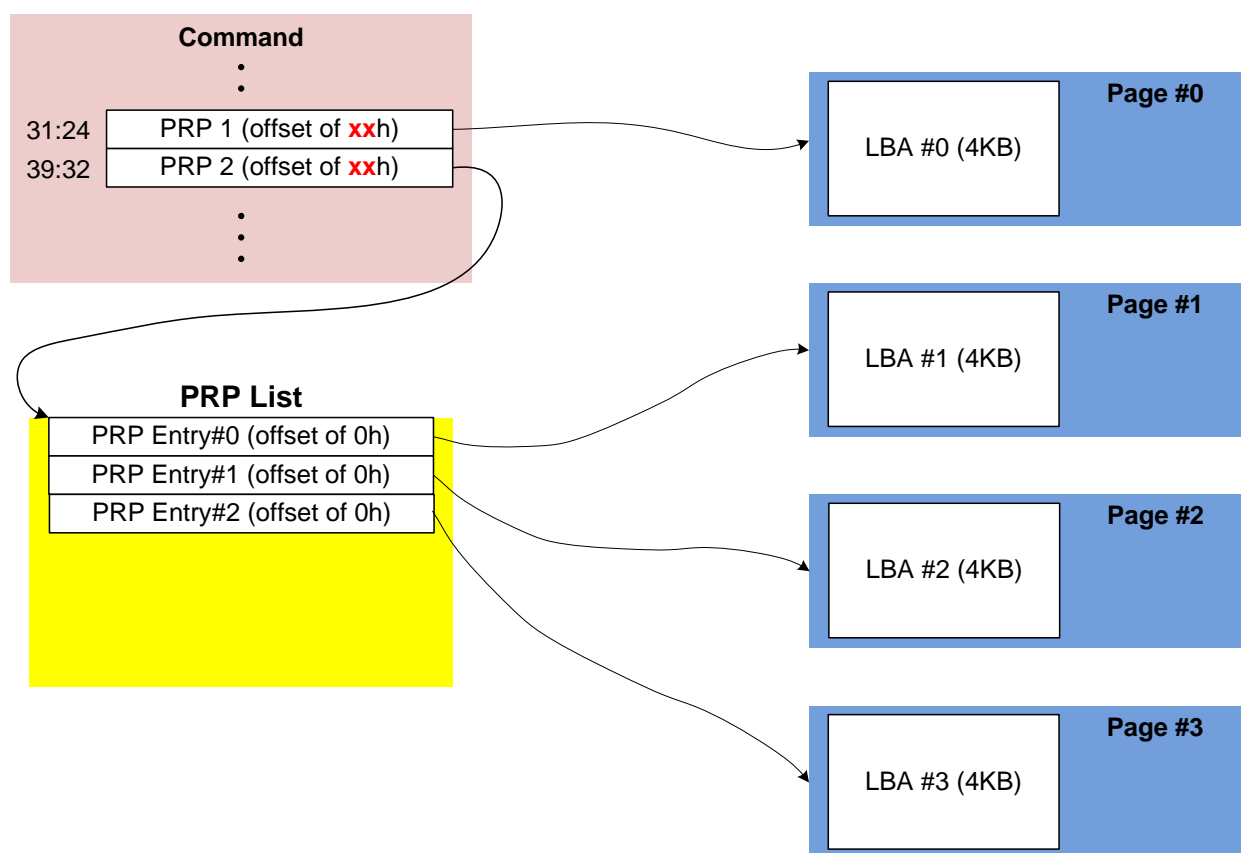 Command
31:24 PRP 1 (offset of xxh)
39:32 PRP 2 (offset of xxh)
PRP List
PRP Entry#0 (offset of 0h)
PRP Entry#1 (offset of 0h)
PRP Entry#2 (offset of 0h)
Page #0
LBA #0 (4KB)
Page #1
LBA #1 (4KB)
Page #2
LBA #2 (4KB)
Page #3
LBA #3 (4KB)